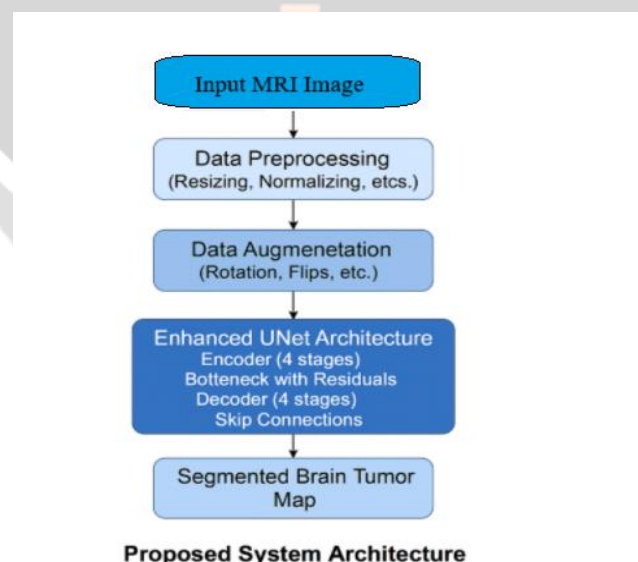 Input MRI Image
Data Preprocessing
(Resizing, Normalizing, etcs.)
Data Augmenetation
(Rotation, Flips, etc.)
Enhanced UNet Architecture
Encoder (4 stages)
Botteneck with Residuals
Decoder (4 stages)
Skip Connections
Segmented Brain Tumor
Map
Proposed System Architecture